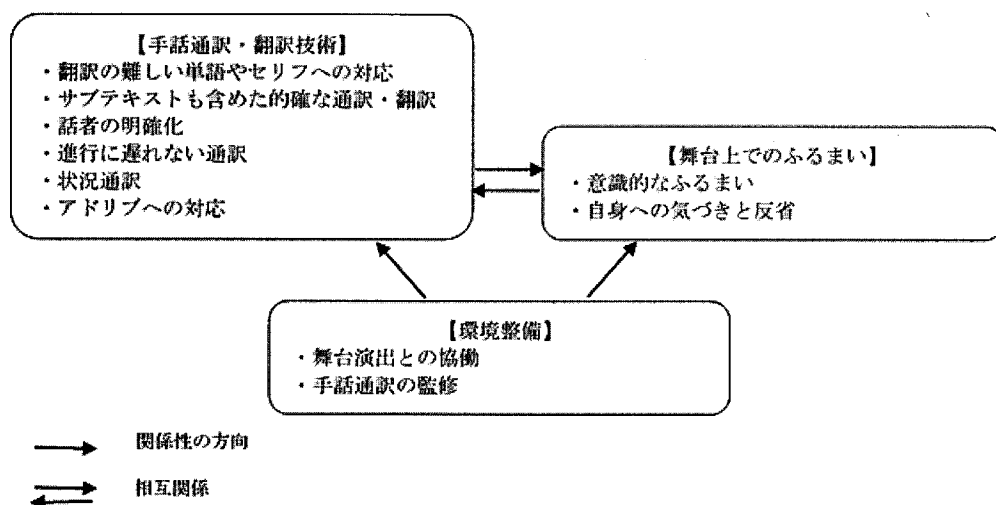 【手話通訳・翻訳技術】
・翻訳の難しい単語やセリフへの対応
・サブテキストも含めた的確な通訳・翻訳
・話者の明確化
・進行に遅れない通訳
・状況通訳
・アドリブへの対応
【舞台上でのふるまい】
・意識的なふるまい
・自身への気づきと反省
【環境整備】
・舞台演出との協働
・手話通訳の監修
関係性の方向
相互関係